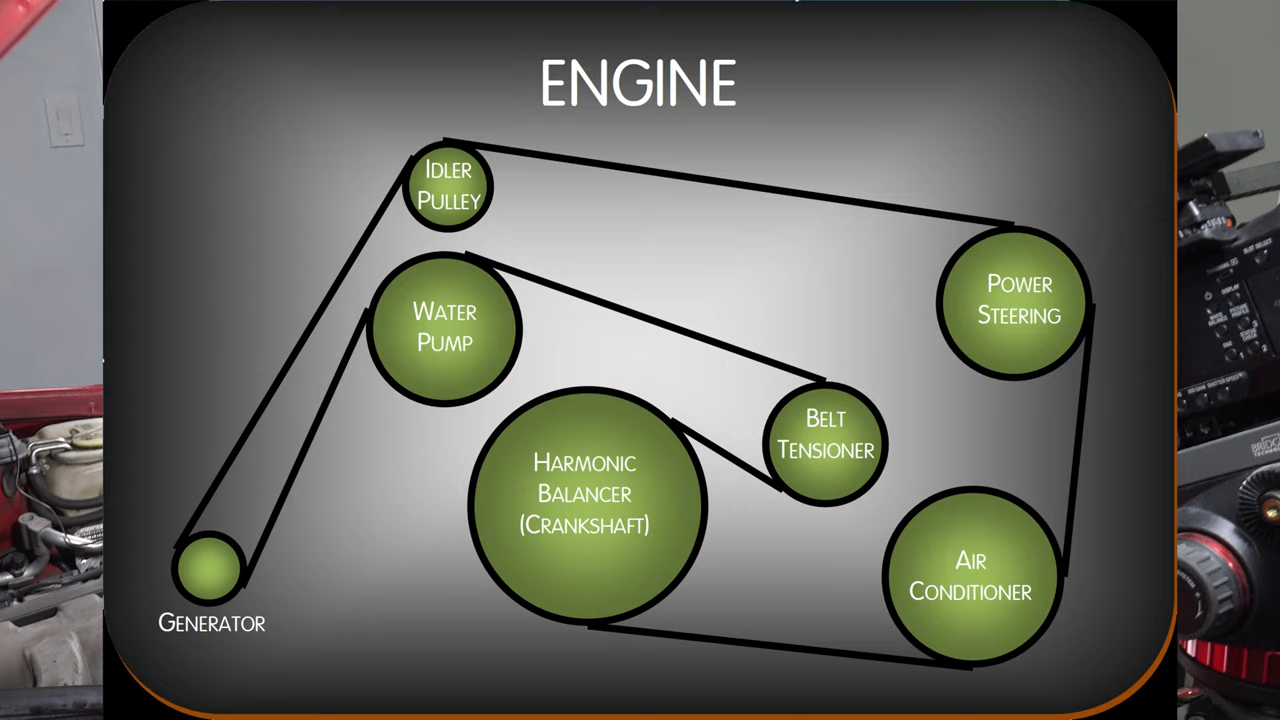 ENGINE
IDLER
PULLEY
WATER
PUMP
POWER
STEERING
HARMONIC
BALANCER
(CRANKSHAFT)
BELT
TENSIONER
AIR
CONDITIONER
GENERATOR